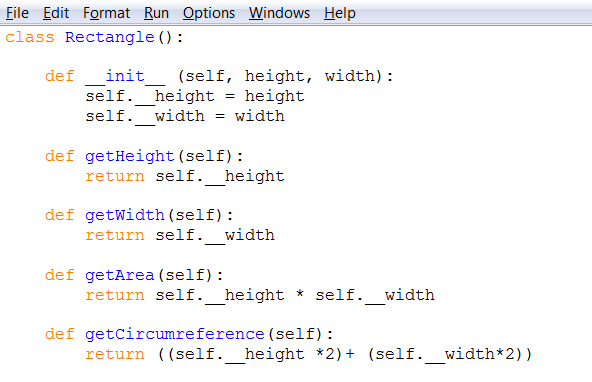 File Edit Format Run Options Windows Help
class Rectangle():
    def __init__ (self, height, width):
        self.__height = height
        self.__width = width
    def getHeight(self):
        return self.__height
    def getWidth(self):
        return self.__width
    def getArea(self):
        return self.__height * self.__width
    def getCircumreference(self):
        return ((self.__height *2)+ (self.__width*2))